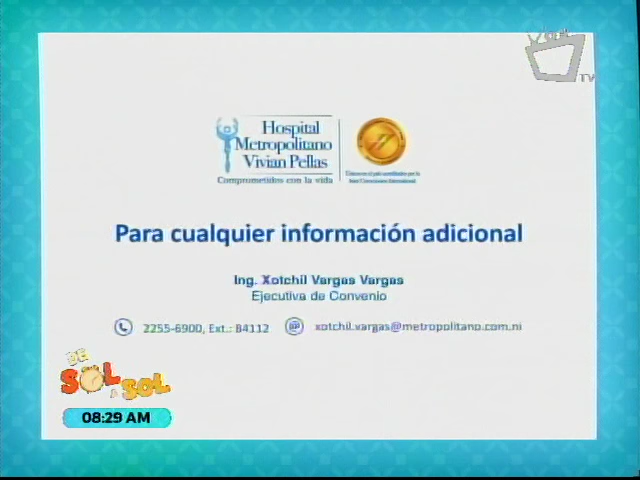 TV
Hospital
Metropolitano
Vivian Pellas
Comprometidos con la vida
Para cualquier información adicional
Ing. Xotchil Vargas Vargas
Ejecutiva de Convenio
2255-6900, Ext.: 84112
xotchil.vargas@metropolitano.com.ni
DE
SOL
A SOL
08:29 AM